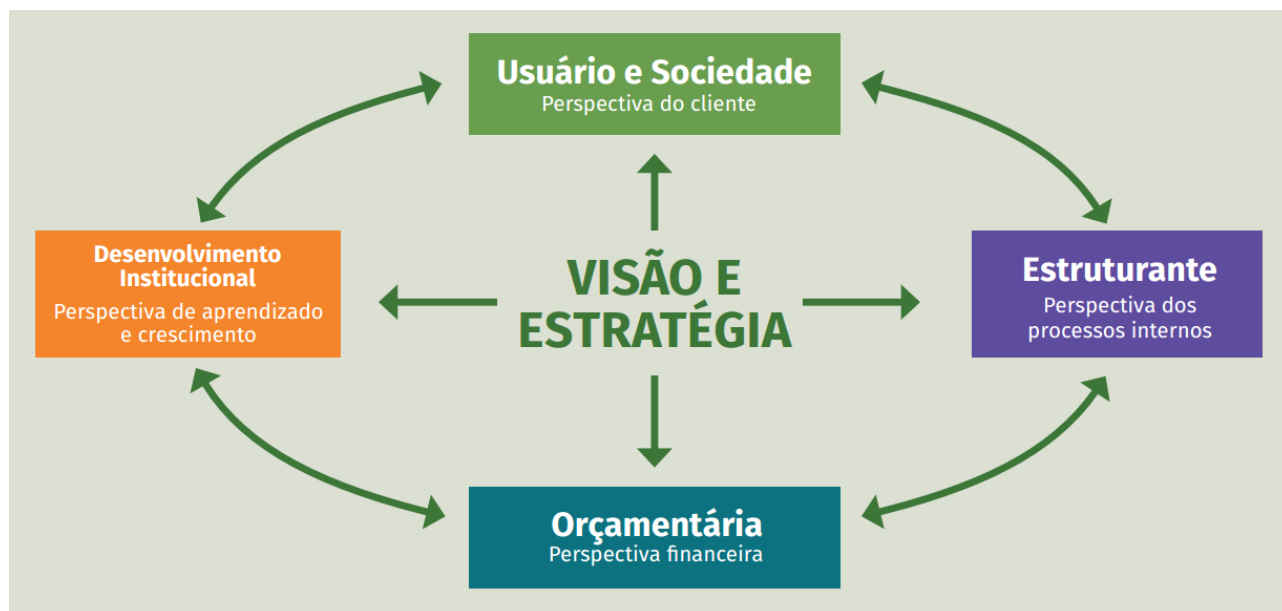 Usuário e Sociedade
Perspectiva do cliente
Desenvolvimento
Institucional
Perspectiva de aprendizado
e crescimento
VISÃO E
ESTRATÉGIA
Estruturante
Perspectiva dos
processos internos
Orçamentária
Perspectiva financeira